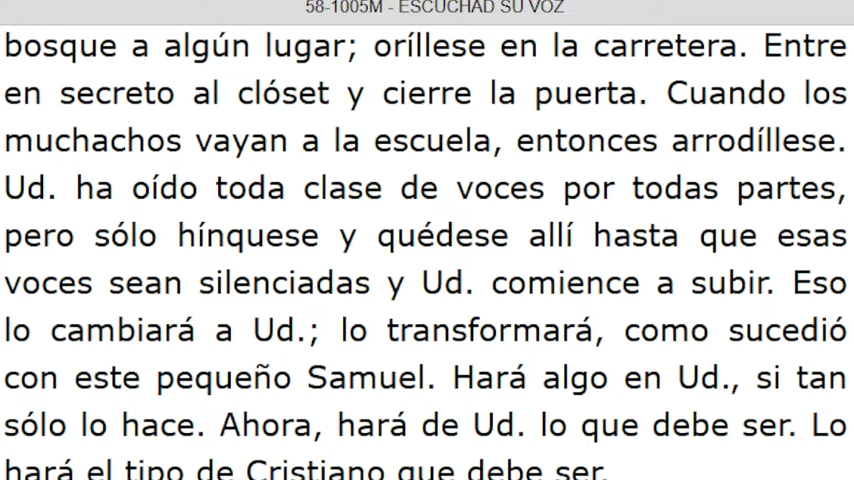 58-1005M - ESCUCHAD SU VOZ
bosque a algún lugar; oríllese en la carretera. Entre
en secreto al clóset y cierre la puerta. Cuando los
muchachos vayan a la escuela, entonces arrodíllese.
Ud. ha oído toda clase de voces por todas partes,
pero sólo hínquese y quédese allí hasta que esas
voces sean silenciadas y Ud. comience a subir. Eso
lo cambiará a Ud.; lo transformará, como sucedió
con este pequeño Samuel. Hará algo en Ud., si tan
sólo lo hace. Ahora, hará de Ud. lo que debe ser. Lo
hará el tipo de Cristiano que debe ser.